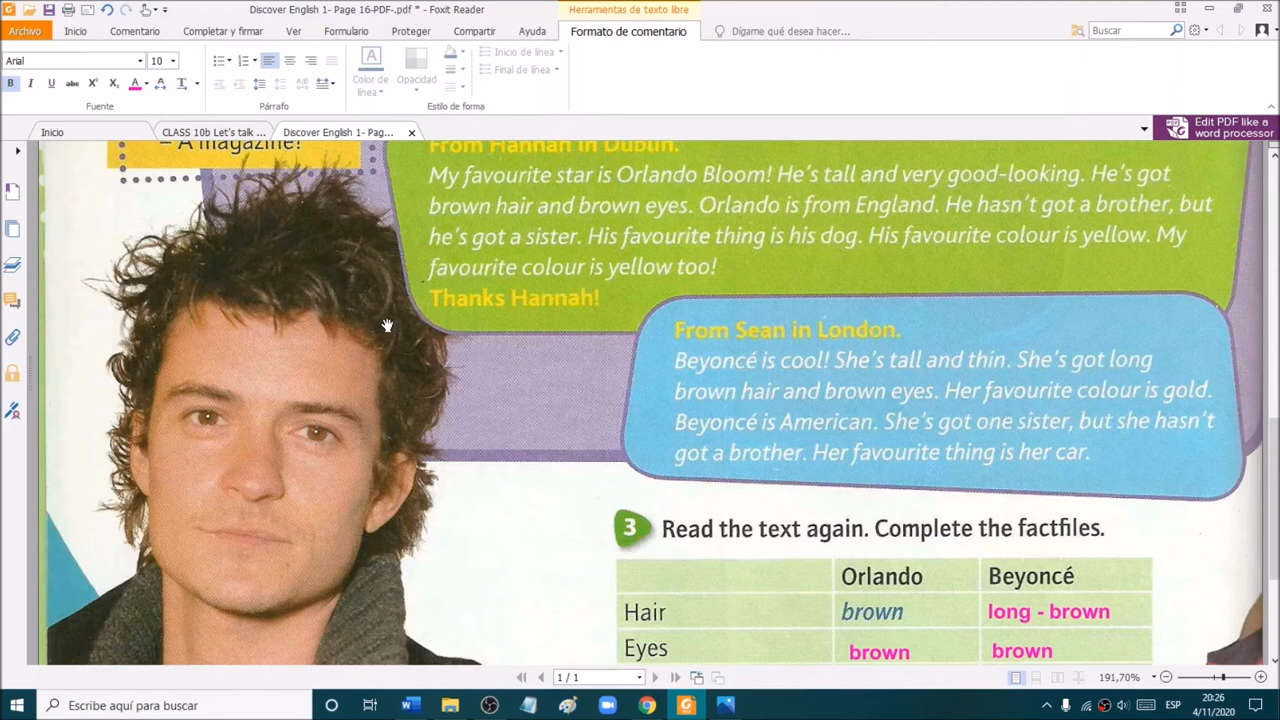 Discover English 1- Page 16-PDF-.pdf * - Foxit Reader
Herramientas de texto libre
Archivo
Inicio
Comentario
Completar y firmar
Ver
Formulario
Proteger
Compartir
Ayuda
Formato de comentario
Dígame qué desea hacer...
Buscar
Arial
10
Color de línea
Opacidad
Inicio de línea
Final de línea
Fuente
Párrafo
Estilo de forma
Inicio
CLASS 10b Let's talk ...
Discover English 1- Pag...
Edit PDF like a
word processor
– A magazine!
From Hannah in Dublin.
My favourite star is Orlando Bloom! He's tall and very good-looking. He's got
brown hair and brown eyes. Orlando is from England. He hasn't got a brother, but
he's got a sister. His favourite thing is his dog. His favourite colour is yellow. My
favourite colour is yellow too!
Thanks Hannah!
From Sean in London.
Beyoncé is cool! She's tall and thin. She's got long
brown hair and brown eyes. Her favourite colour is gold.
Beyoncé is American. She's got one sister, but she hasn't
got a brother. Her favourite thing is her car.
3 Read the text again. Complete the factfiles.
Orlando Beyoncé
Hair brown long - brown
Eyes brown brown
1 / 1
191,70%
Escribe aquí para buscar
ESP
20:26
4/11/2020